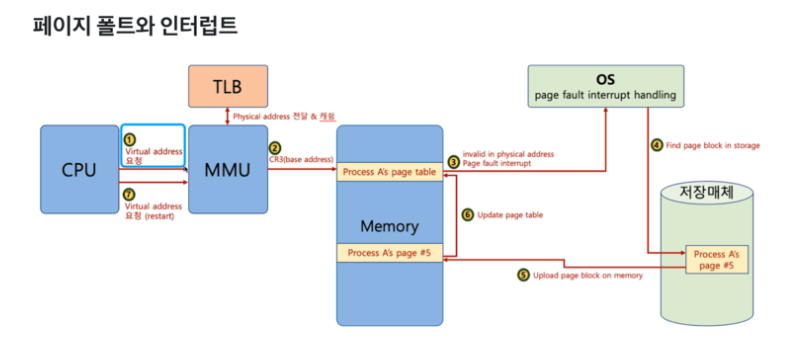 페이지 폴트와 인터럽트
TLB
OS
page fault interrupt handling
Physical address 전달 & 캐쉬
1
Virtual address
요청
CPU
MMU
2
CR3(base address)
Process A's page table
3
invalid in physical address
Page fault interrupt
4
Find page block in storage
7
Virtual address
요청 (restart)
Memory
6
Update page table
저장매체
Process A's page #5
Process A's
page #5
5
Upload page block on memory